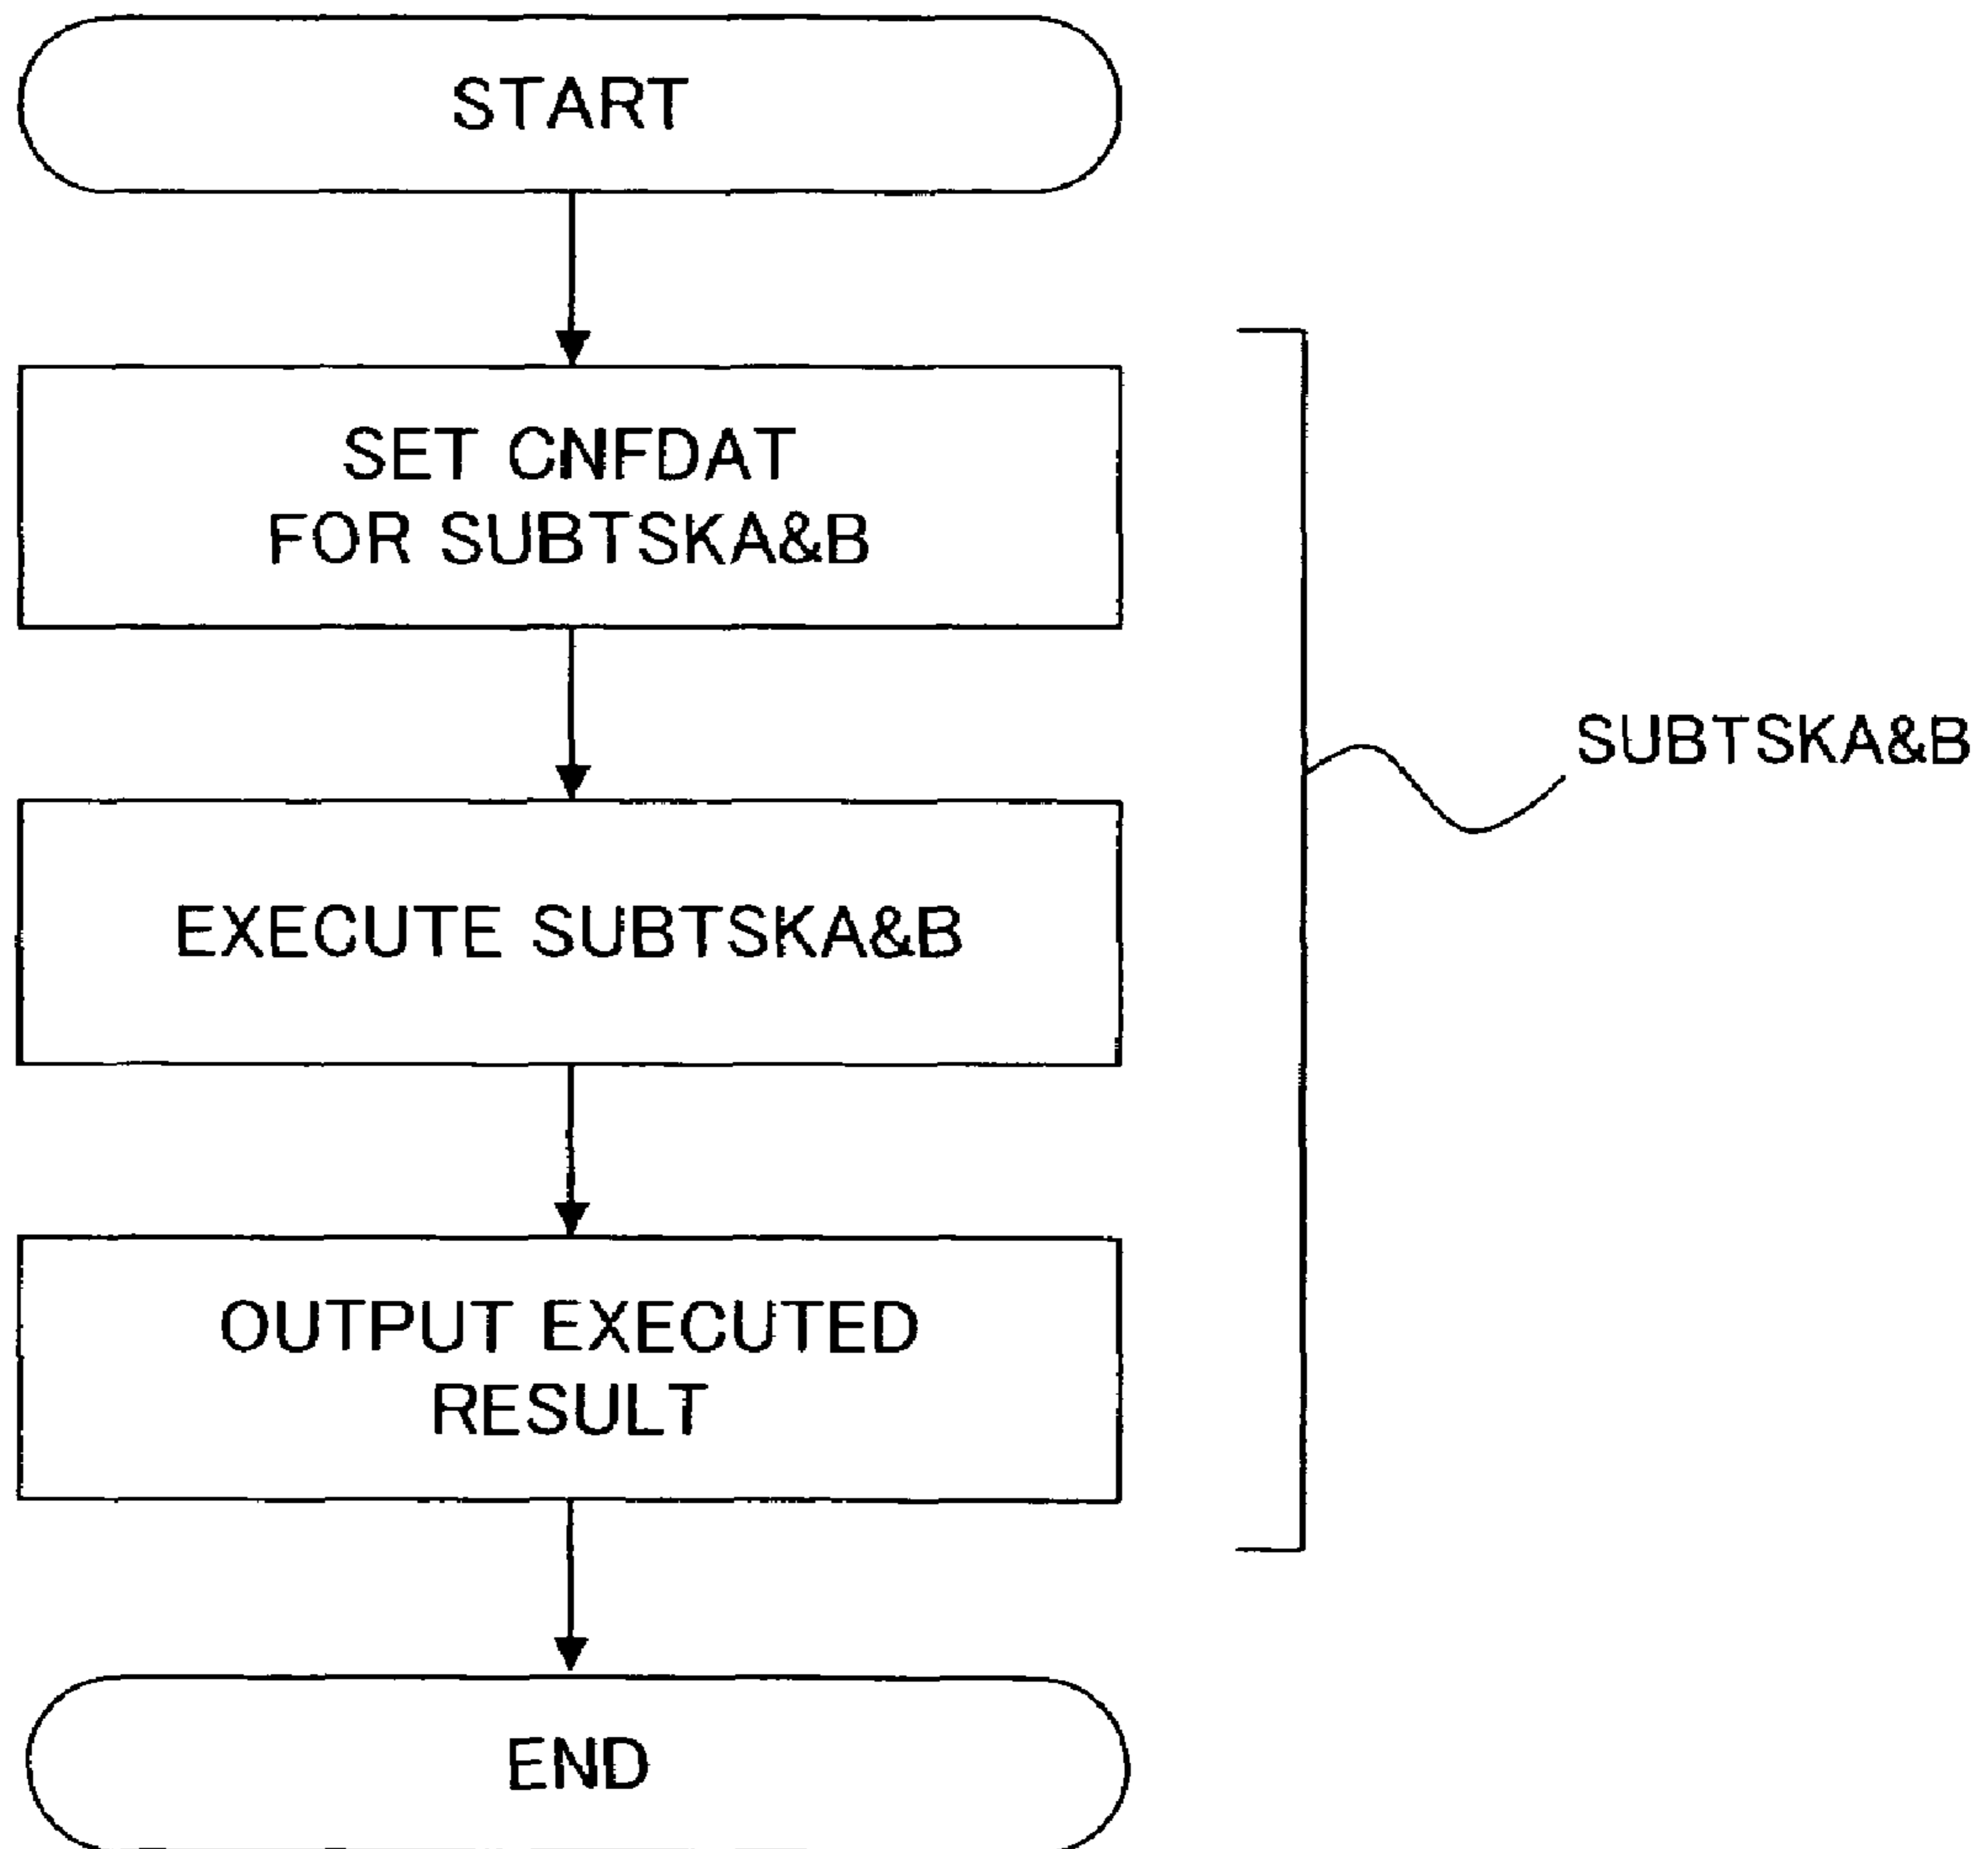 START
SET CNFDAT
FOR SUBTSKA&B
SUBTSKA&B
EXECUTE SUBTSKA&B
OUTPUT EXECUTED
RESULT
END